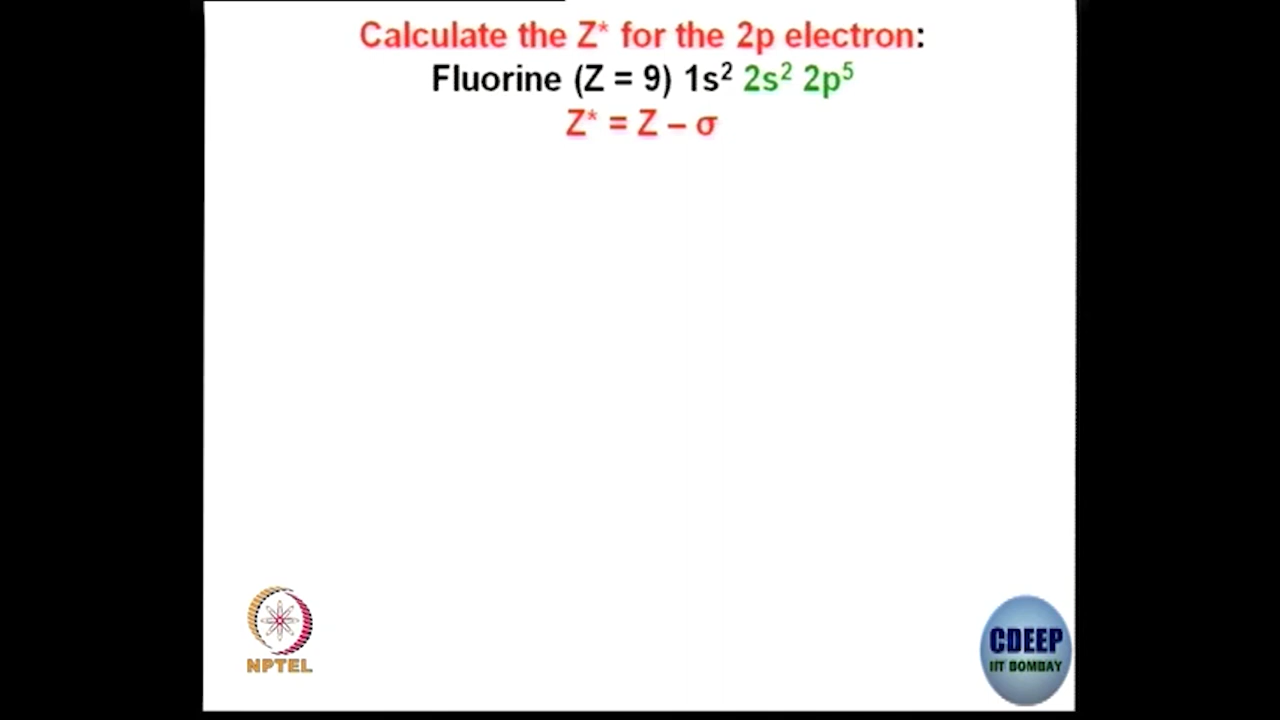 Calculate the Z* for the 2p electron:
Fluorine (Z = 9) 1s² 2s² 2p⁵
Z* = Z – σ
NPTEL
CDEEP
IIT BOMBAY